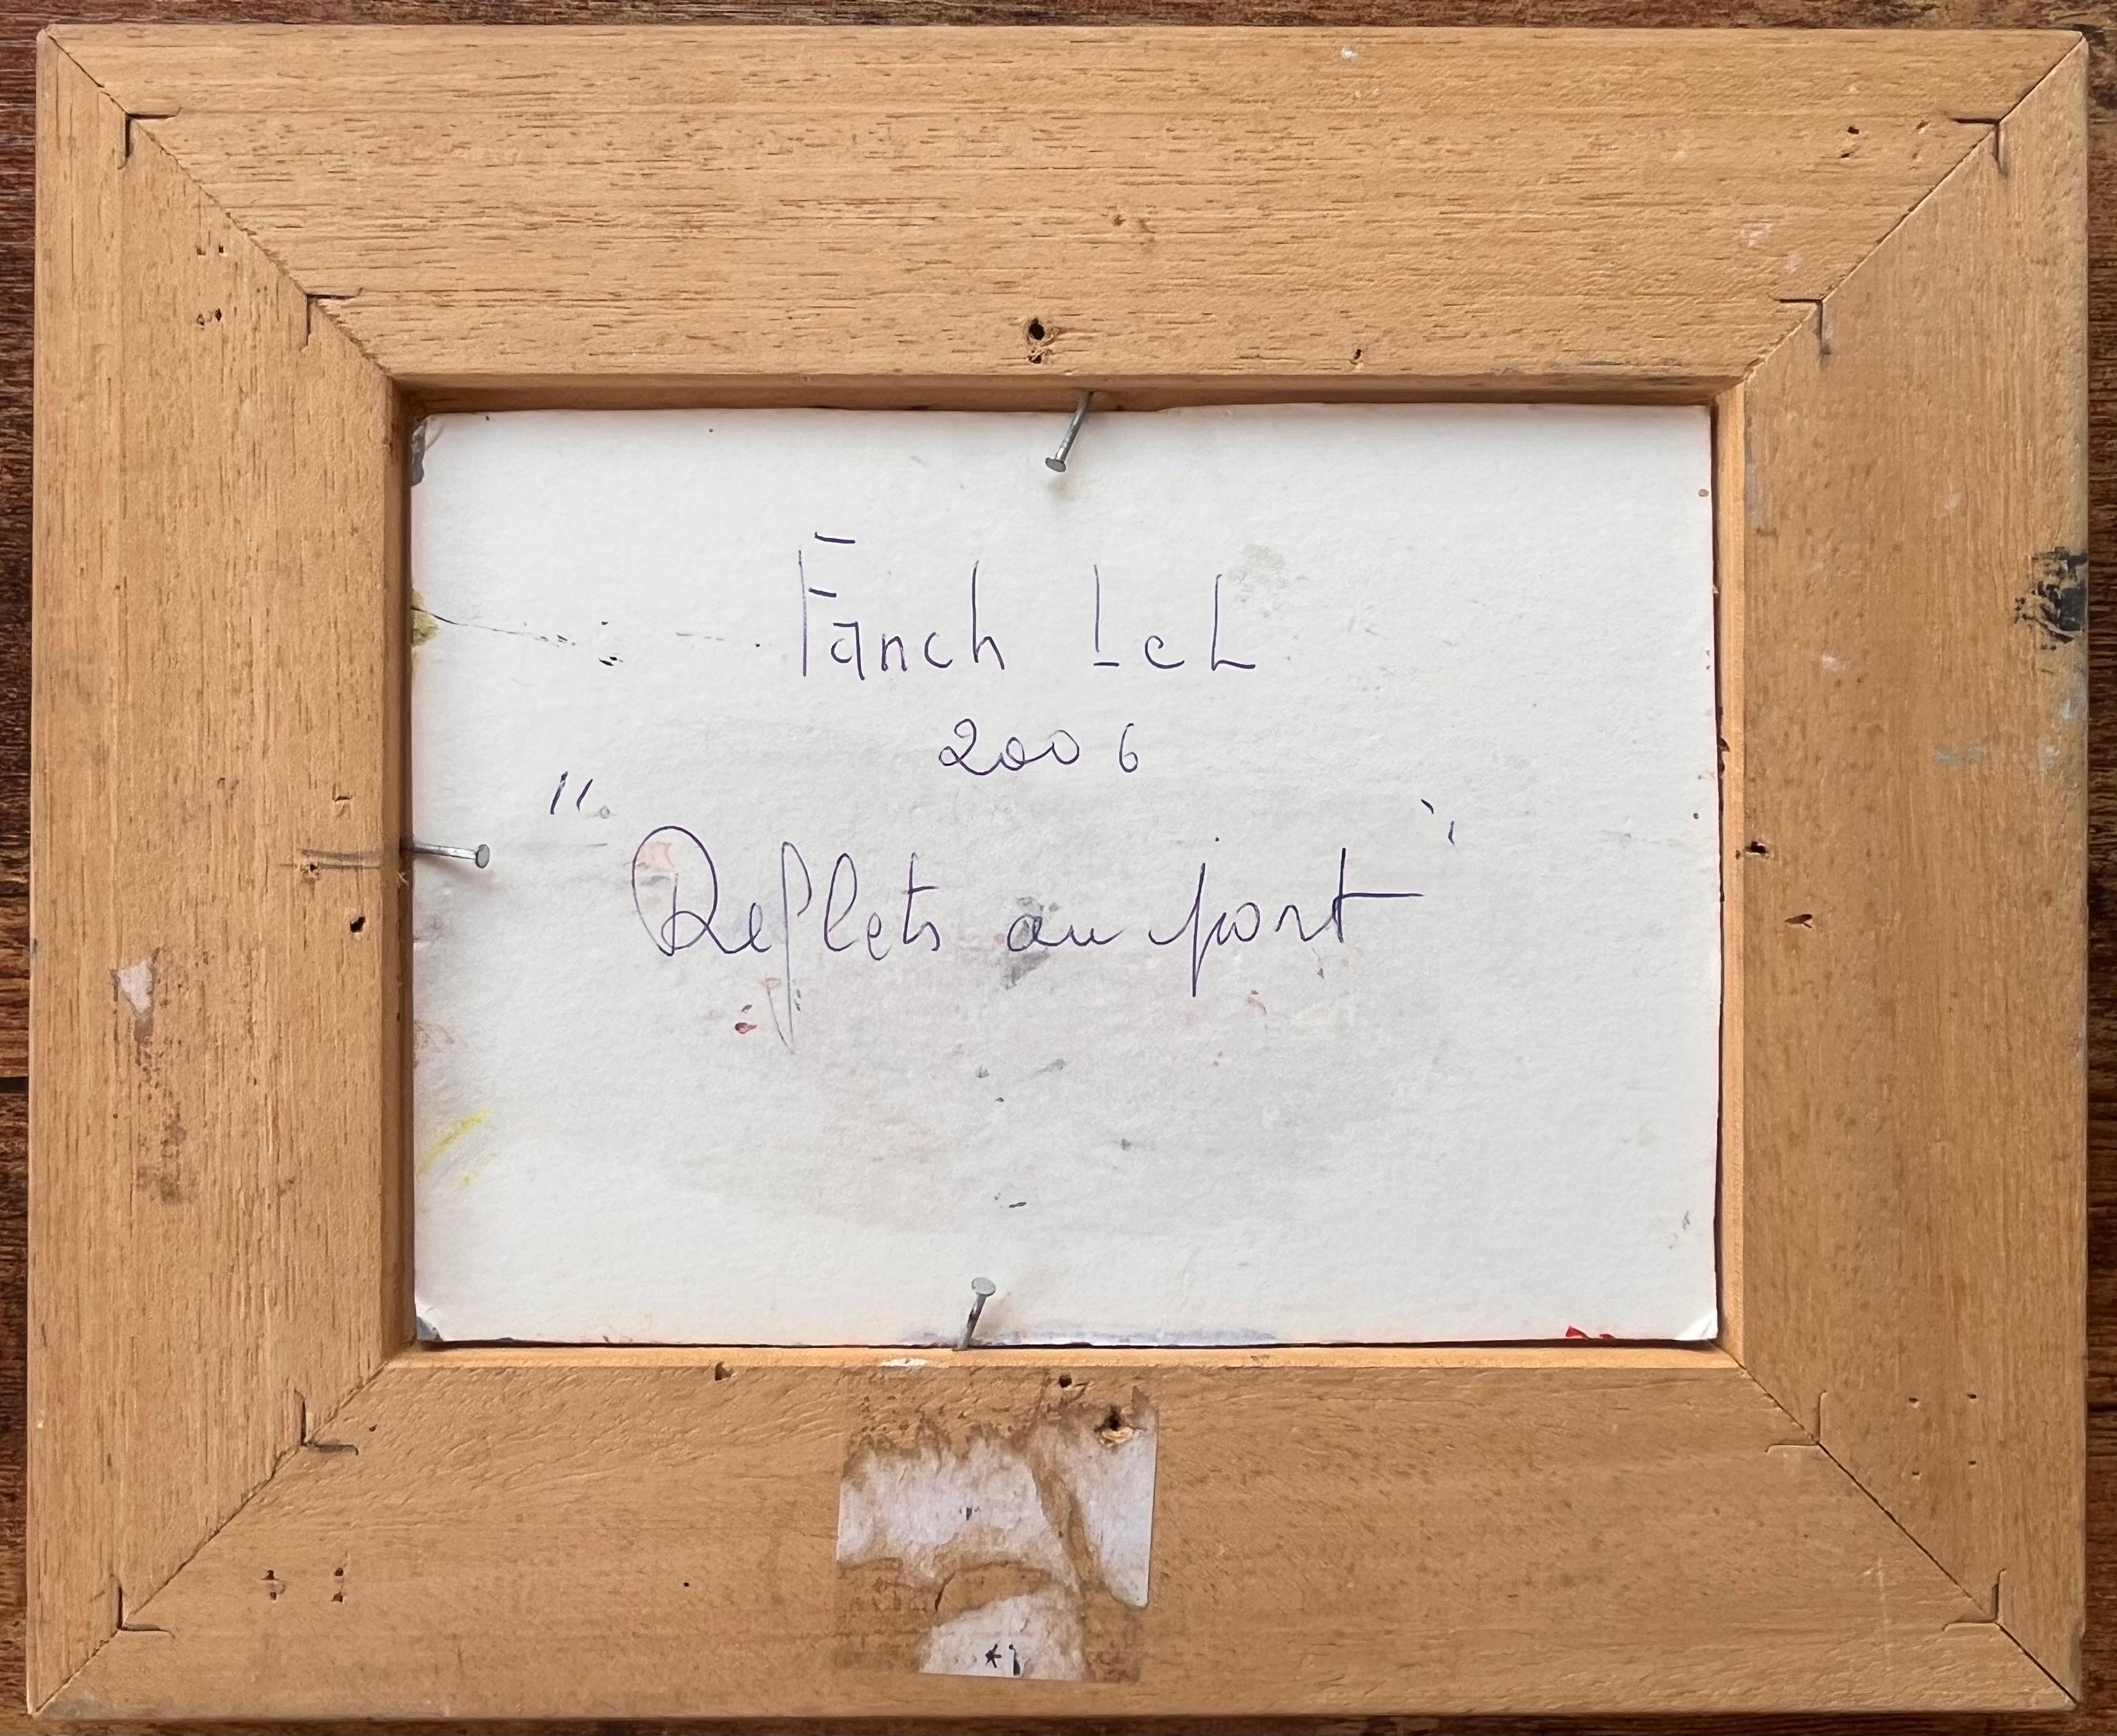 Fanch LeL
2006
"Reflets au port"